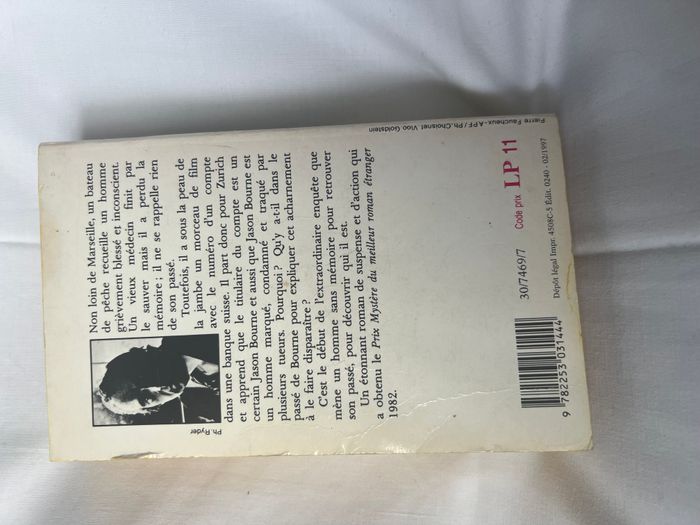 Ph. Ryder
Non loin de Marseille, un bateau
de pêche recueille un homme
grièvement blessé et inconscient.
Un vieux médecin finit par
le sauver mais il a perdu la
mémoire ; il ne se rappelle rien
de son passé.
Toutefois, il a sous la peau de
la jambe un morceau de film
avec le numéro d'un compte
dans une banque suisse. Il part donc pour Zurich
et apprend que le titulaire du compte est un
certain Jason Bourne et aussi que Jason Bourne est
un homme marqué, condamné et traqué par
plusieurs tueurs. Pourquoi ? Qu'y a-t-il dans le
passé de Bourne pour expliquer cet acharnement
à le faire disparaître ?
C'est le début de l'extraordinaire enquête que
mène un homme sans mémoire pour retrouver
son passé, pour découvrir qui il est.
Un étonnant roman de suspense et d'action qui
a obtenu le Prix Mystère du meilleur roman étranger
1982.
Pierre Faucheux-APF/Ph. Choisnet Vloo Goldstein
9 782253 031444
30/7469/7
Code prix LP 11
Dépôt légal Impr. 4508C-5 Édit. 0240 - 02/1997